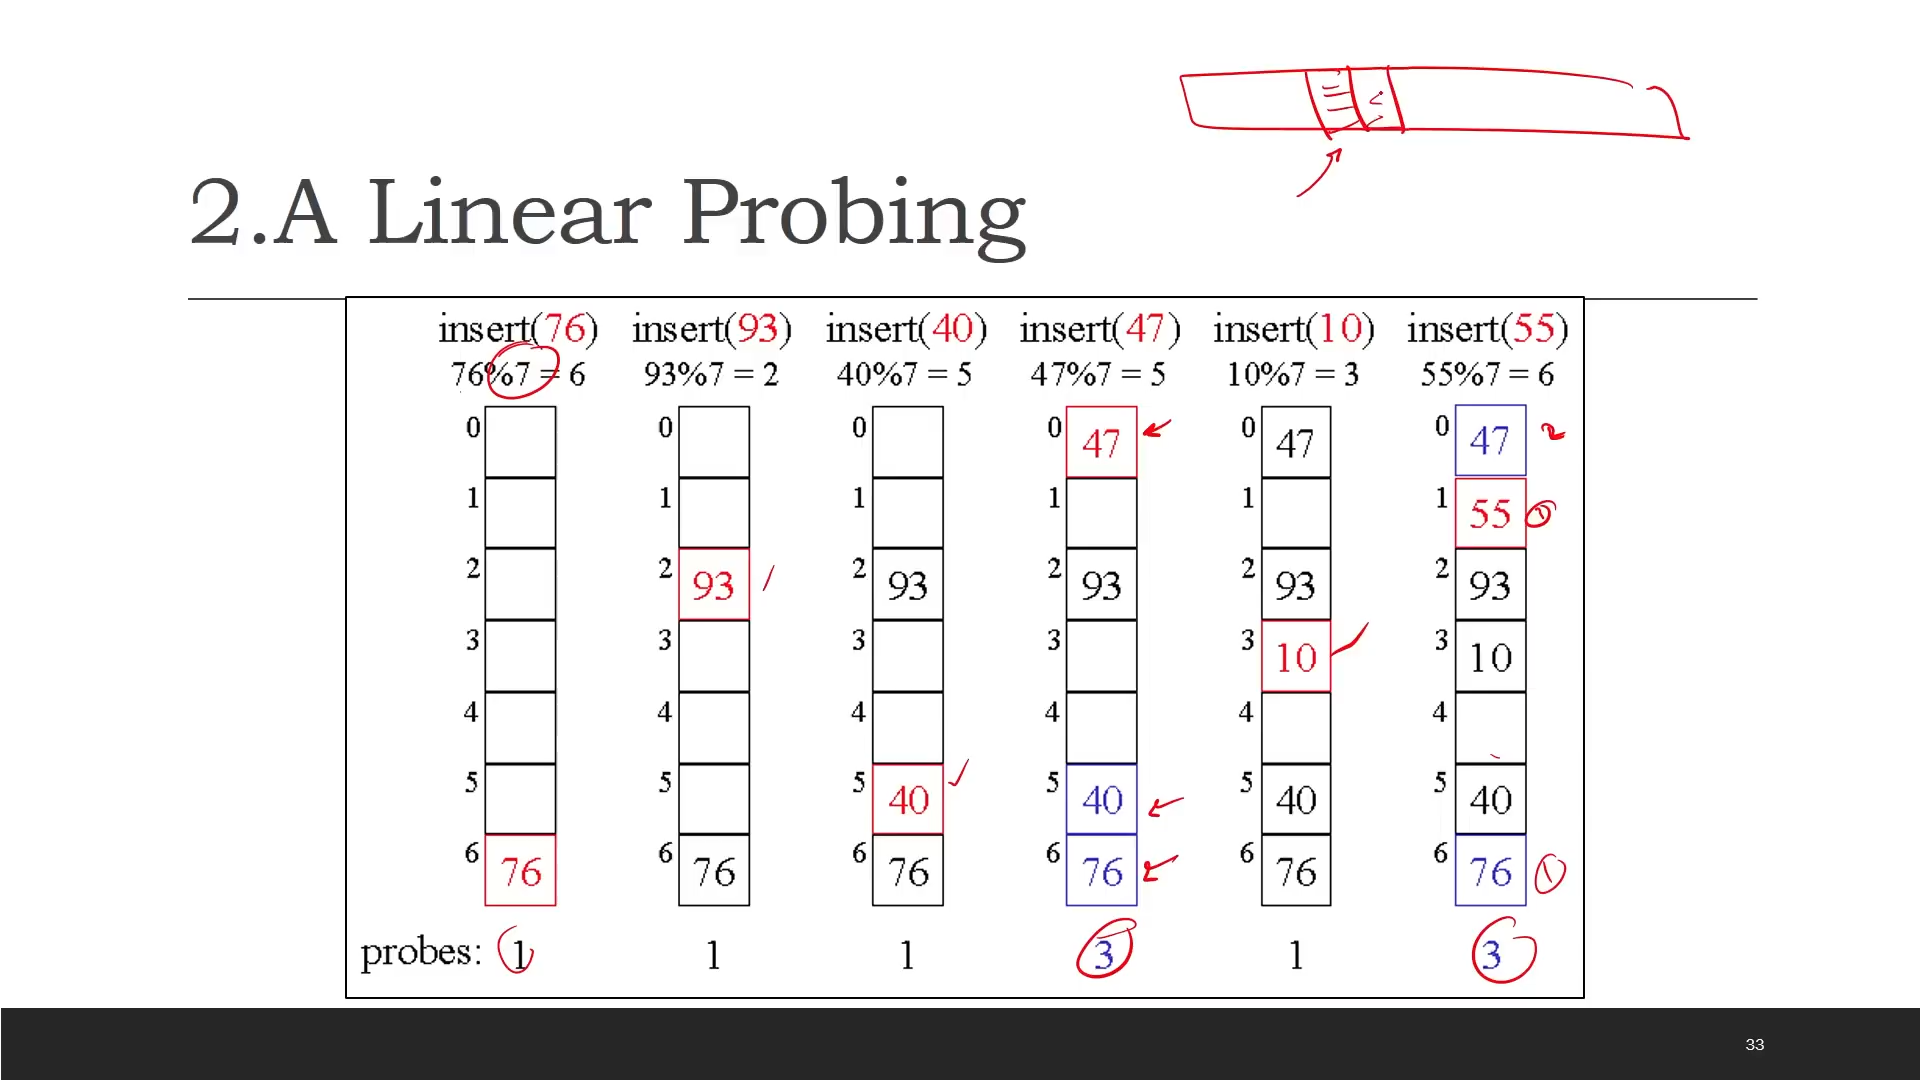 2.A Linear Probing
insert(76) insert(93) insert(40) insert(47) insert(10) insert(55)
76%7 = 6 93%7 = 2 40%7 = 5 47%7 = 5 10%7 = 3 55%7 = 6
0 0 0 0 47 0 47 0 47 2
1 1 1 1 1 1 55
2 2 93 2 93 2 93 2 93 2 93
3 3 3 3 3 10 3 10
4 4 4 4 4 4
5 5 5 40 5 40 5 40 5 40
6 76 6 76 6 76 6 76 6 76 6 76 1
probes: 1 1 1 3 1 3
33